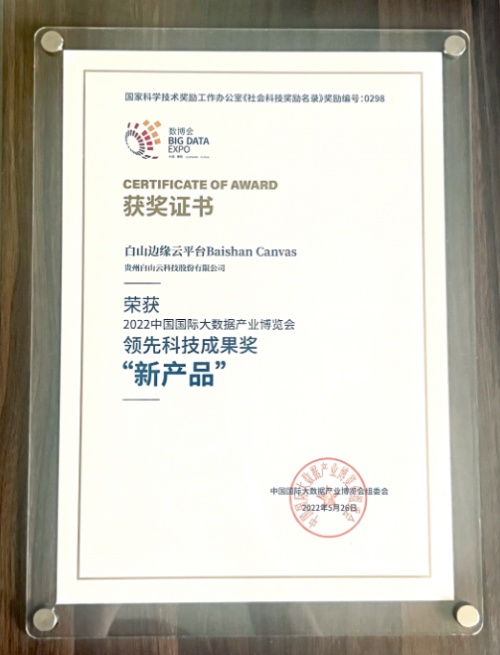 国家科学技术奖励工作办公室《社会科技奖励名录》奖励编号：0298
数博会
BIG DATA
EXPO
CERTIFICATE OF AWARD
获奖证书
白山边缘云平台Baishan Canvas
贵州白山云科技股份有限公司
荣获
2022中国国际大数据产业博览会
领先科技成果奖
“新产品”
中国国际大数据产业博览会组委会
2022年5月26日